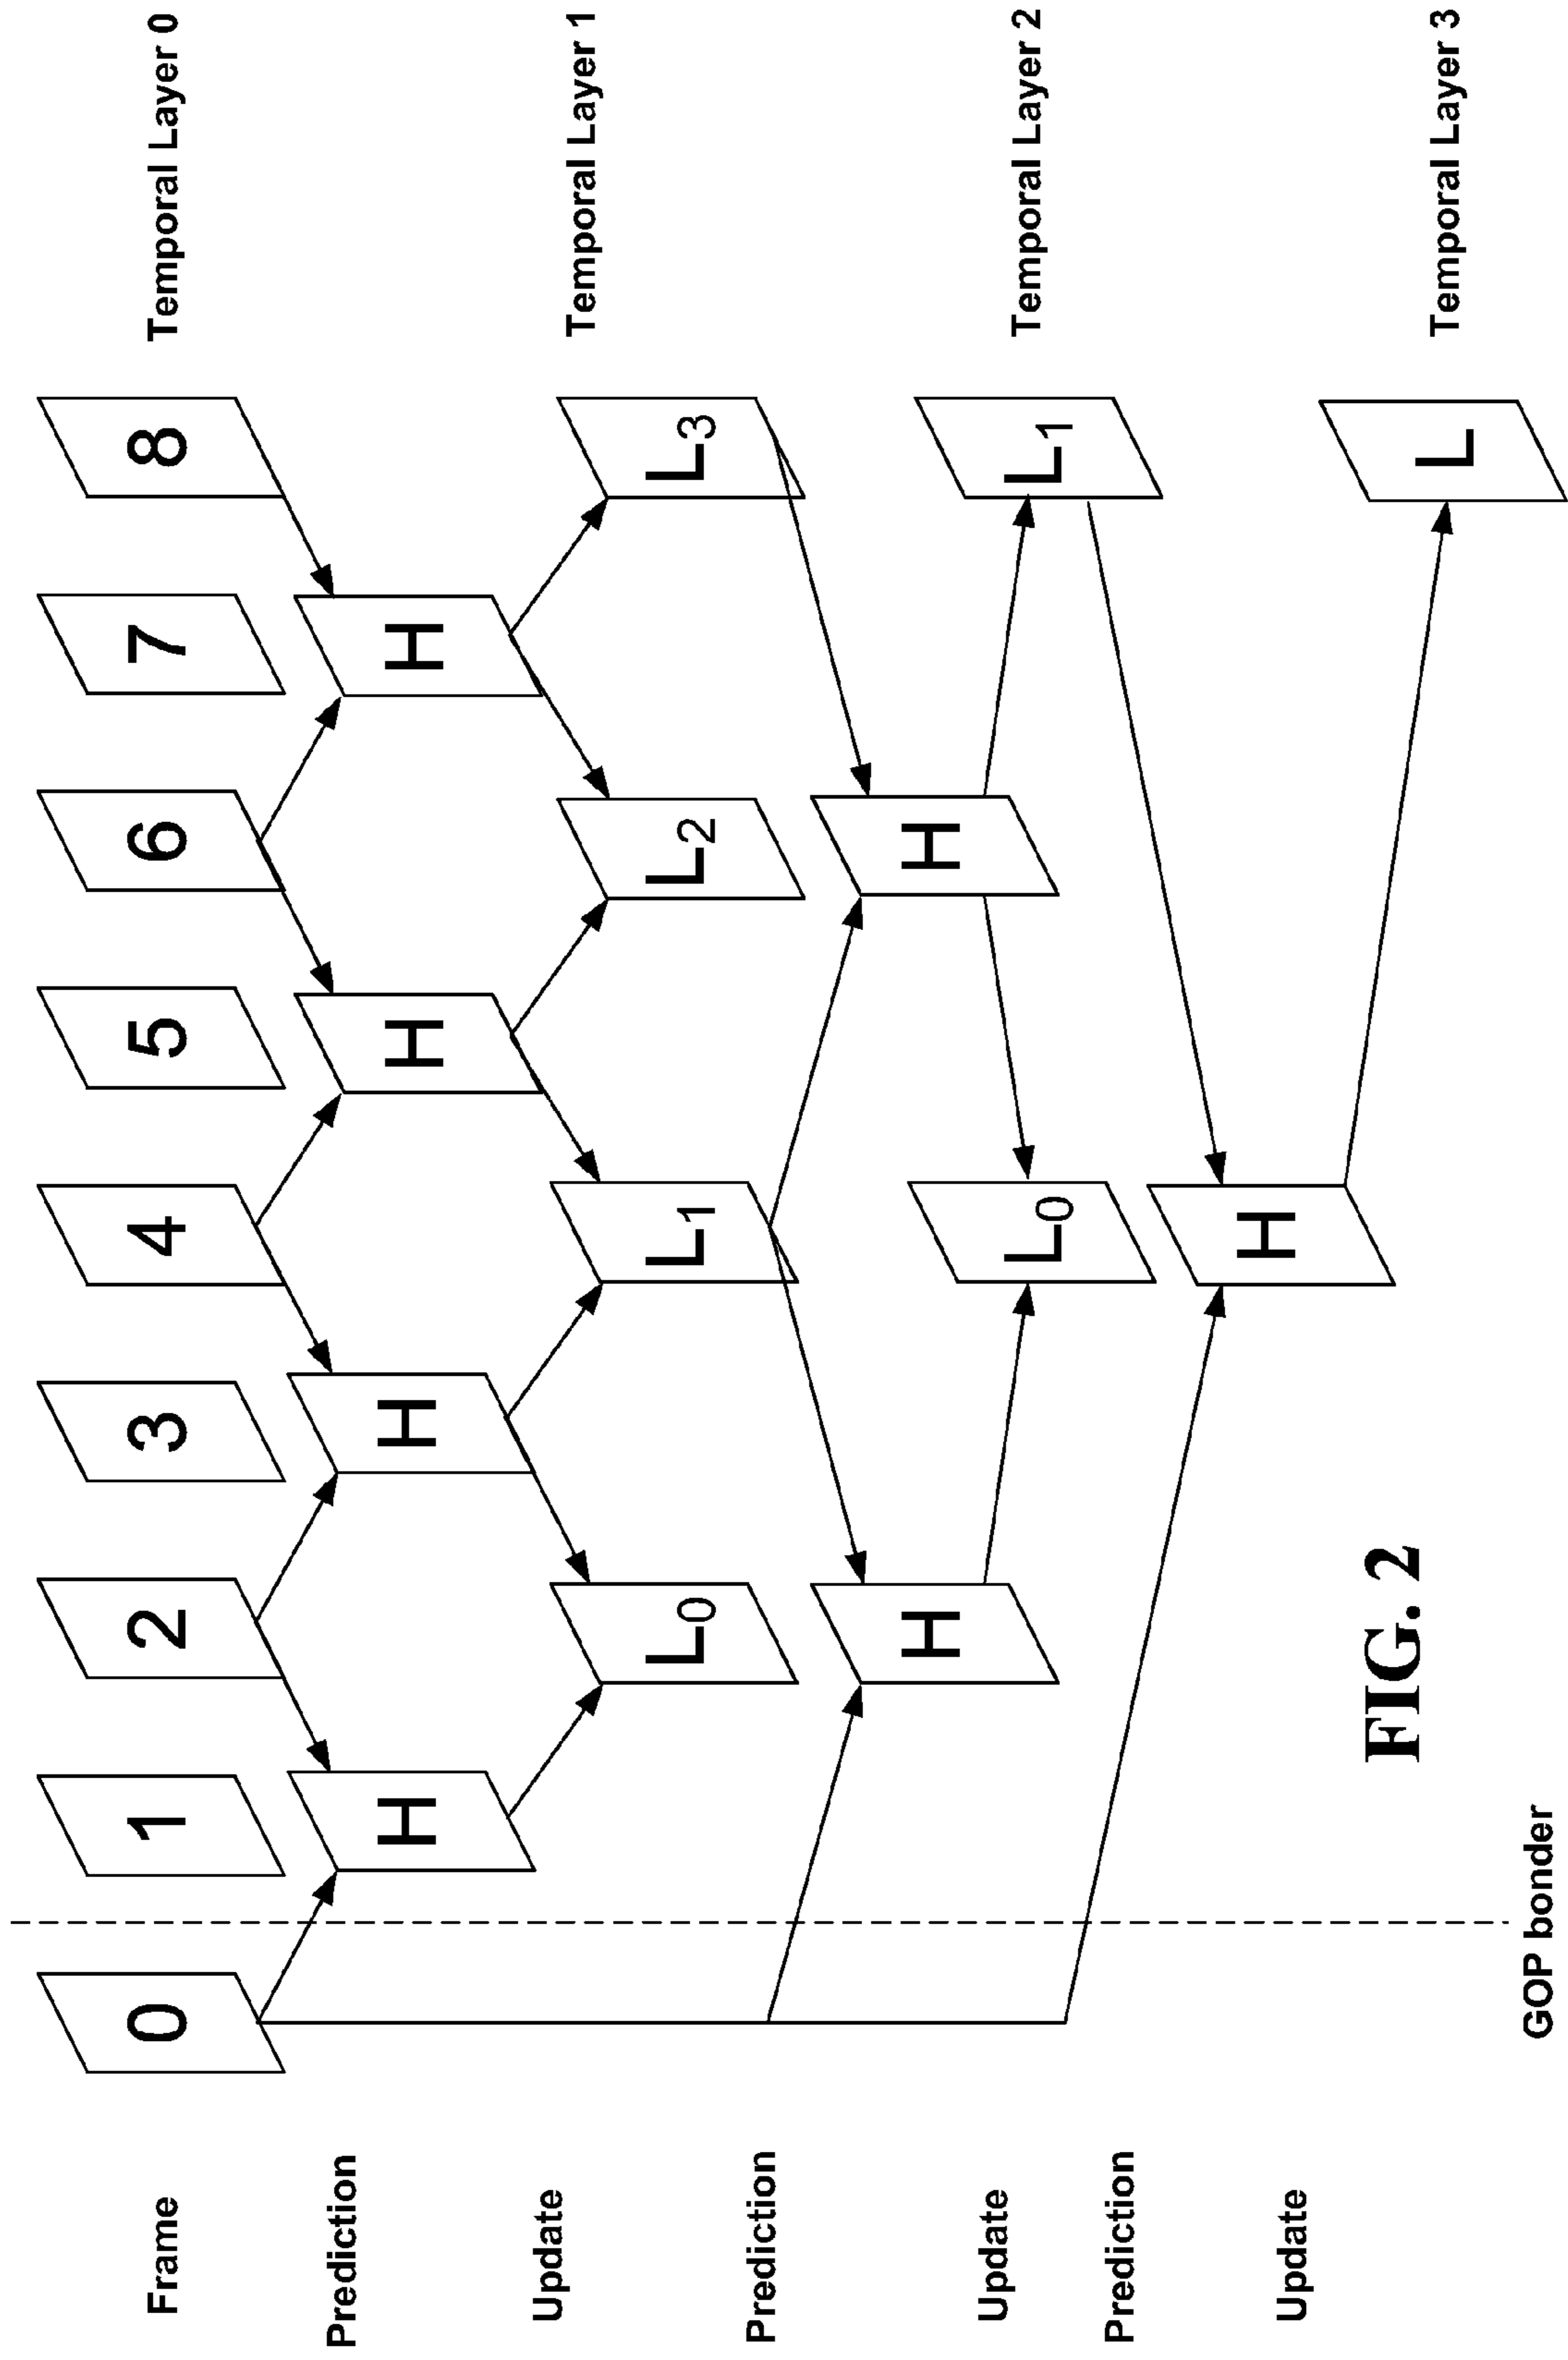 Frame 0 1 2 3 4 5 6 7 8 Temporal Layer 0
Prediction H H H H
Update L0 L1 L2 L3 Temporal Layer 1
Prediction H H
Update L0 L1 Temporal Layer 2
Prediction H
Update L Temporal Layer 3
FIG. 2
GOP bonder